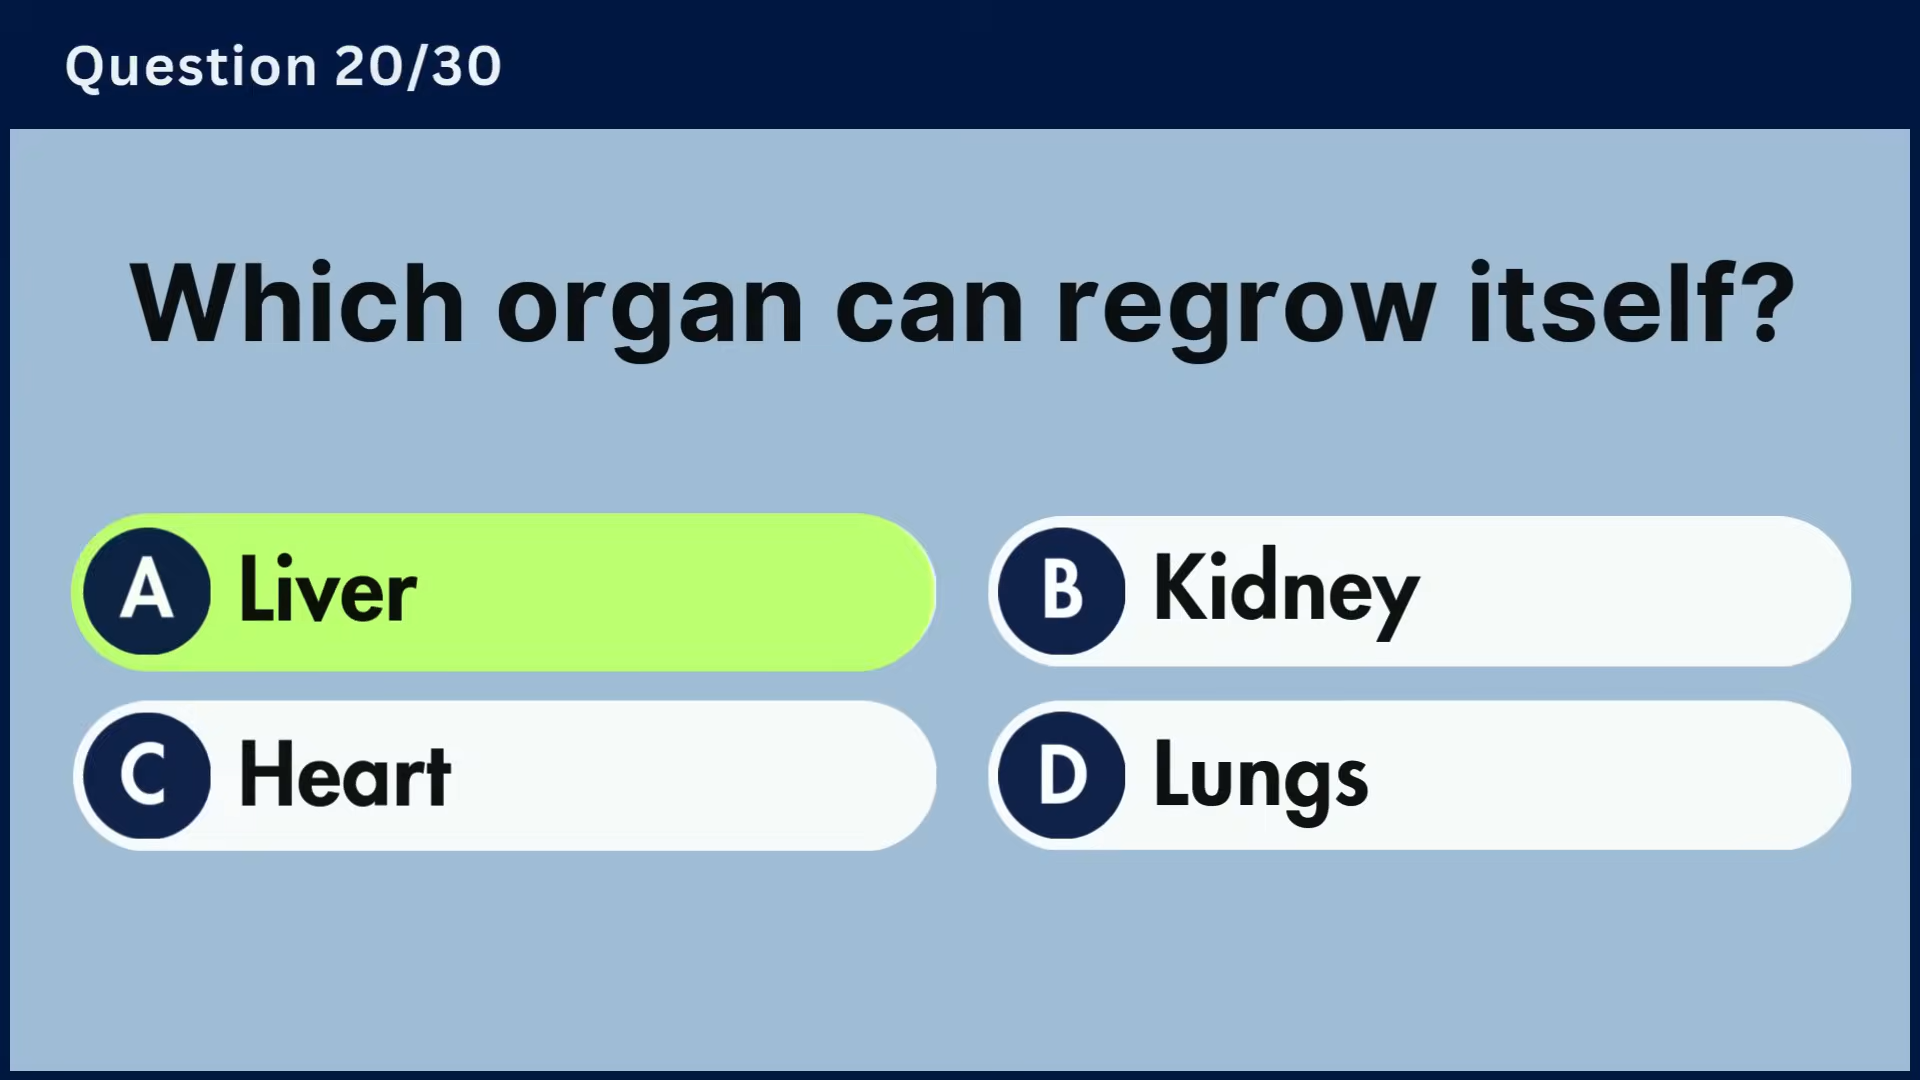 Question 20/30
Which organ can regrow itself?
A Liver
B Kidney
C Heart
D Lungs